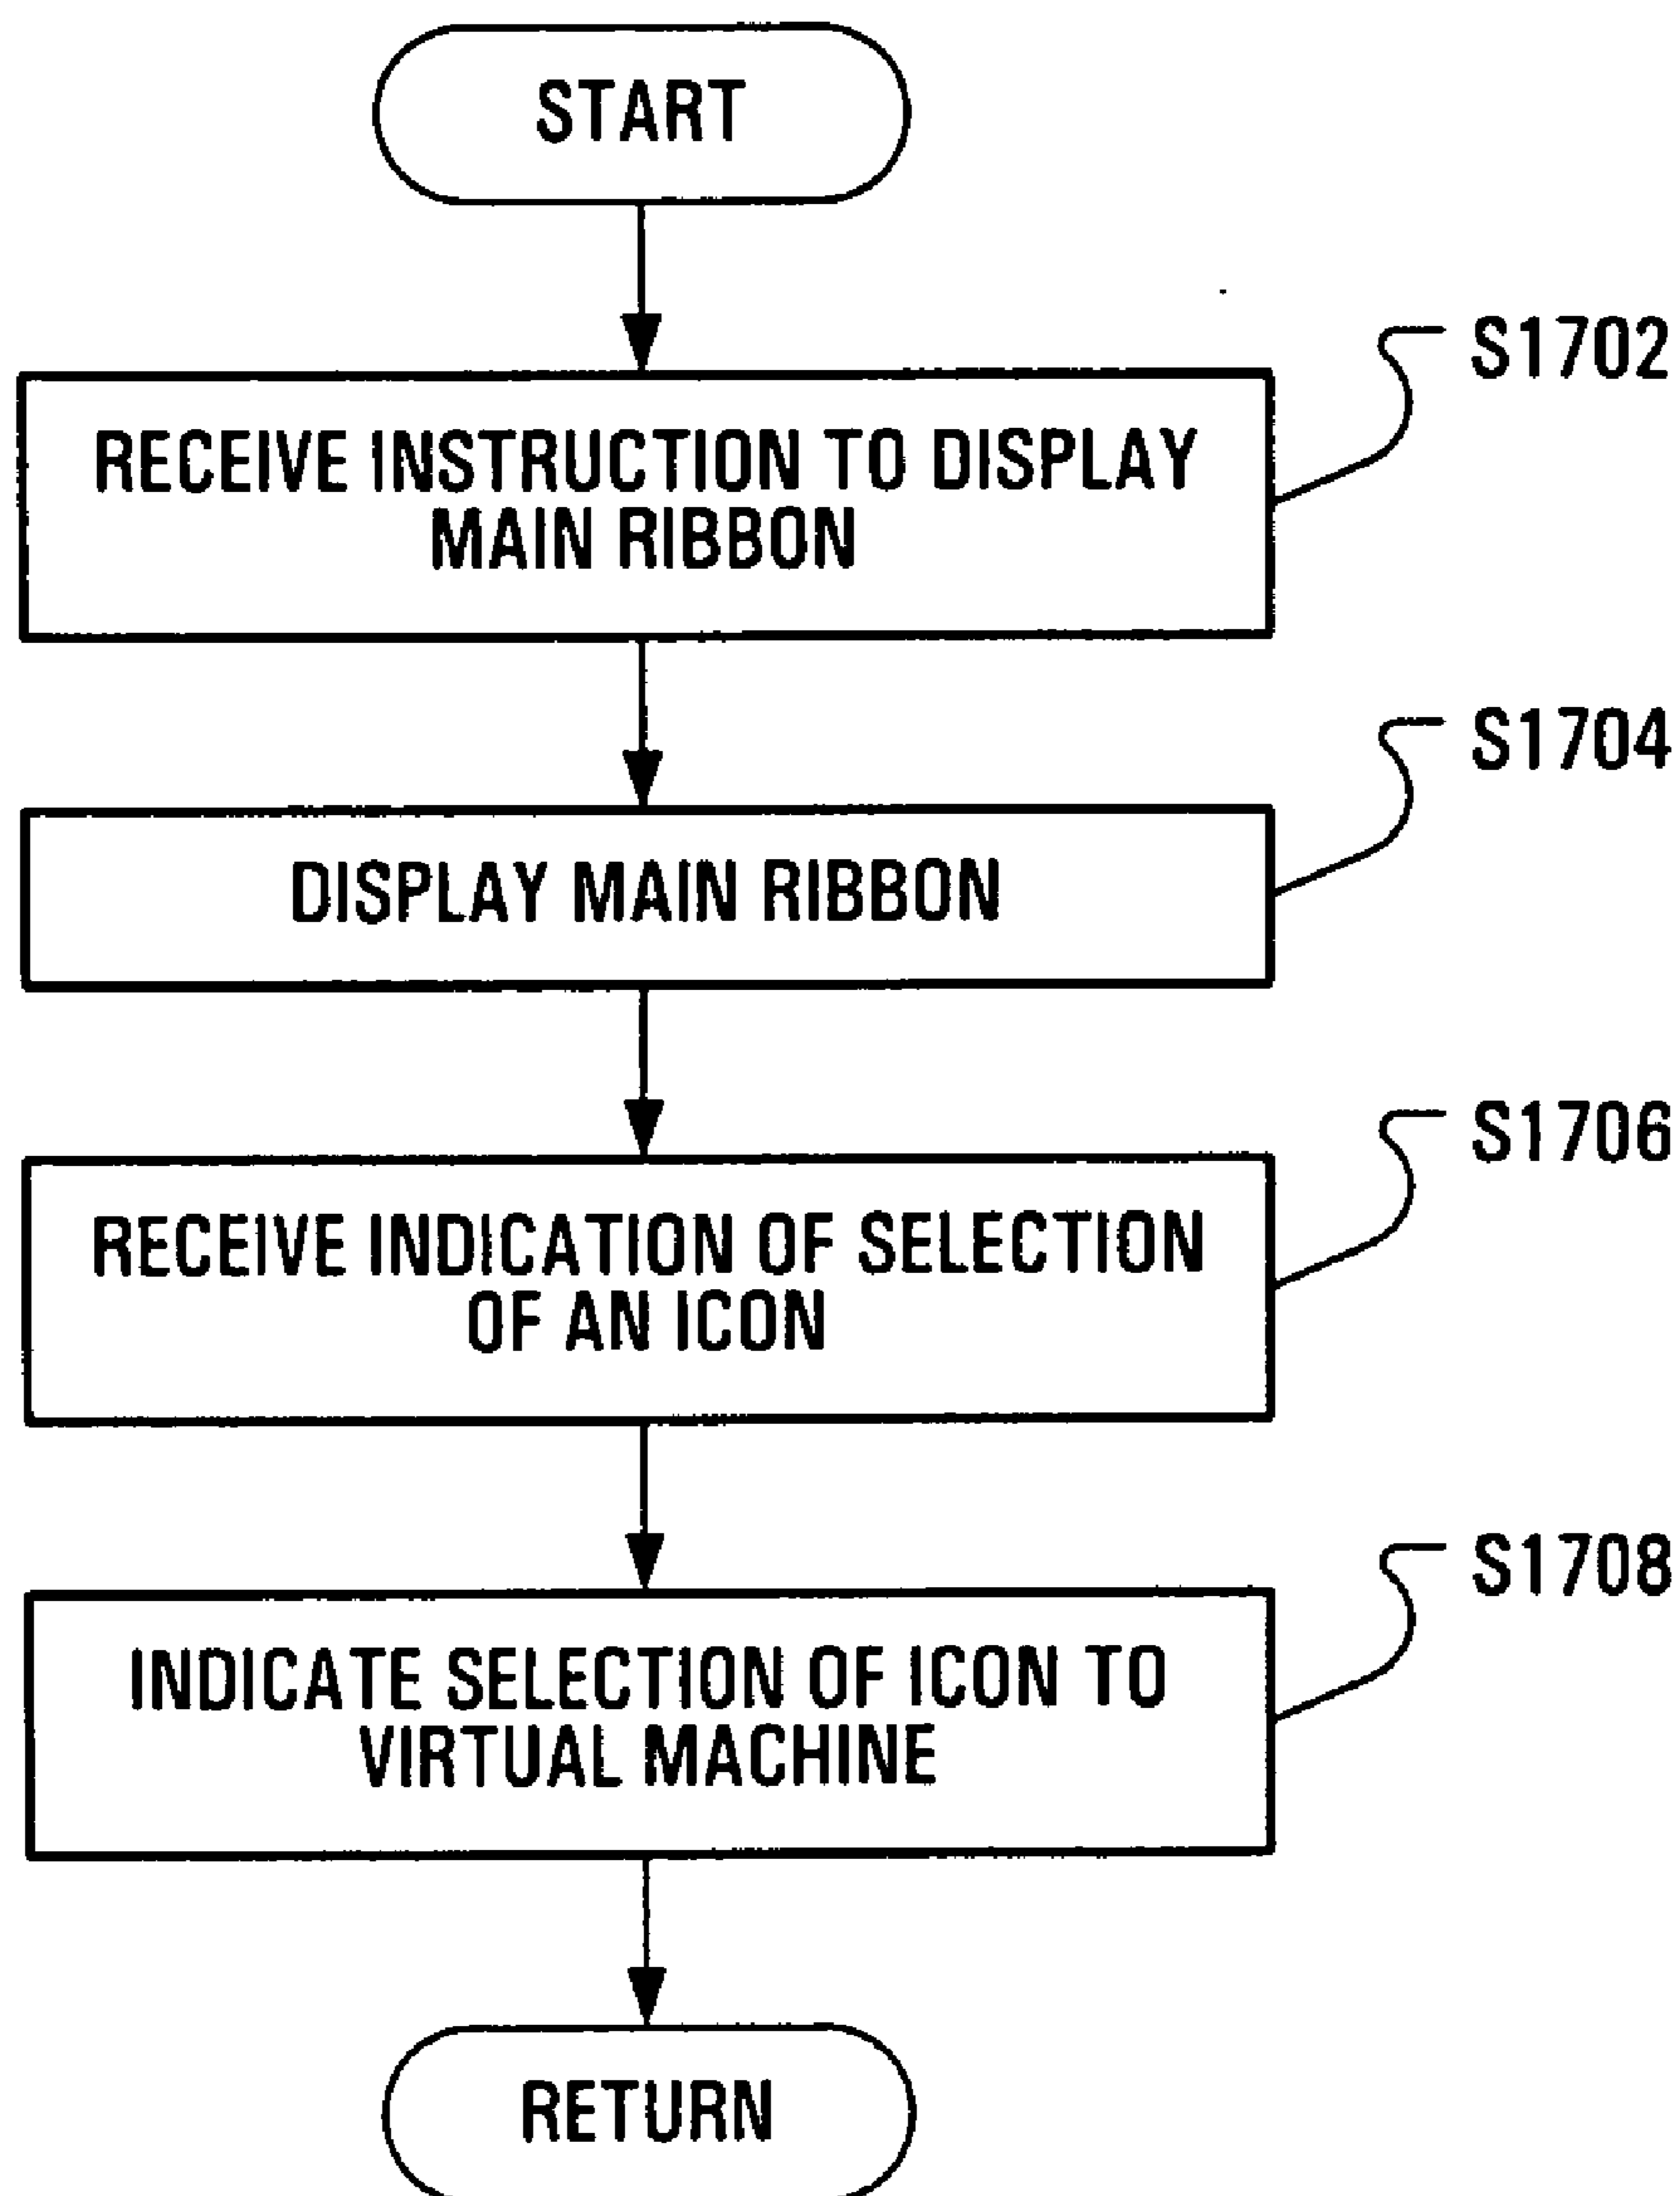 START
S1702
RECEIVE INSTRUCTION TO DISPLAY
MAIN RIBBON
S1704
DISPLAY MAIN RIBBON
S1706
RECEIVE INDICATION OF SELECTION
OF AN ICON
S1708
INDICATE SELECTION OF ICON TO
VIRTUAL MACHINE
RETURN